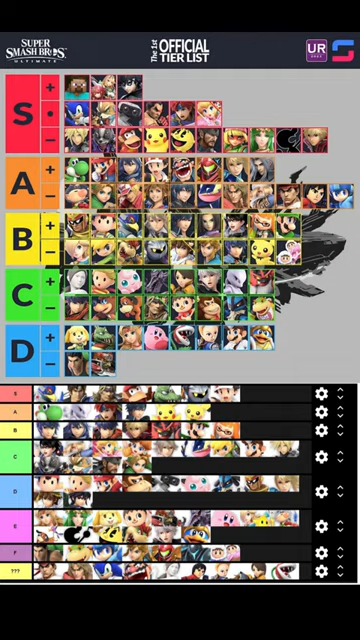 SUPER
SMASH BROS.
ULTIMATE
The 1st
OFFICIAL
TIER LIST
UR
S
+
•
-
A
+
-
B
+
-
C
+
-
D
+
-
S
A
B
C
D
E
F
???